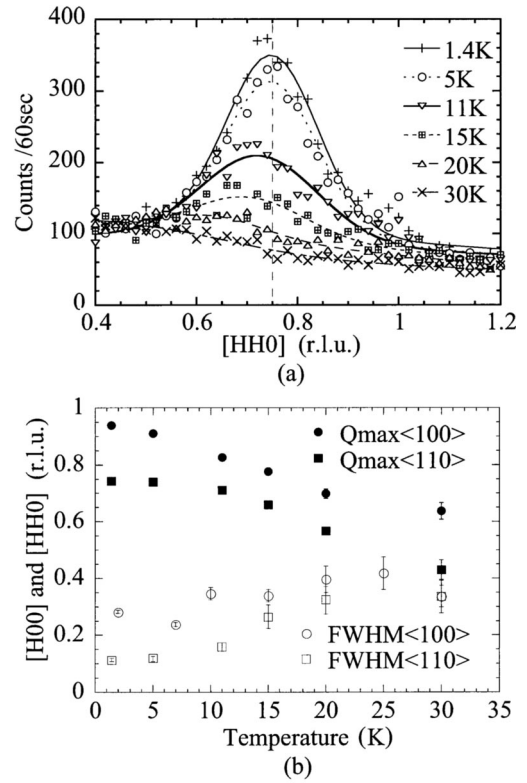 400
300
200
100
0
Counts /60sec
1.4K
5K
11K
15K
20K
30K
0.4 0.6 0.8 1 1.2
[HH0] (r.l.u.)
(a)
1
0.8
0.6
0.4
0.2
0
[H00] and [HH0] (r.l.u.)
Qmax<100>
Qmax<110>
FWHM<100>
FWHM<110>
0 5 10 15 20 25 30 35
Temperature (K)
(b)